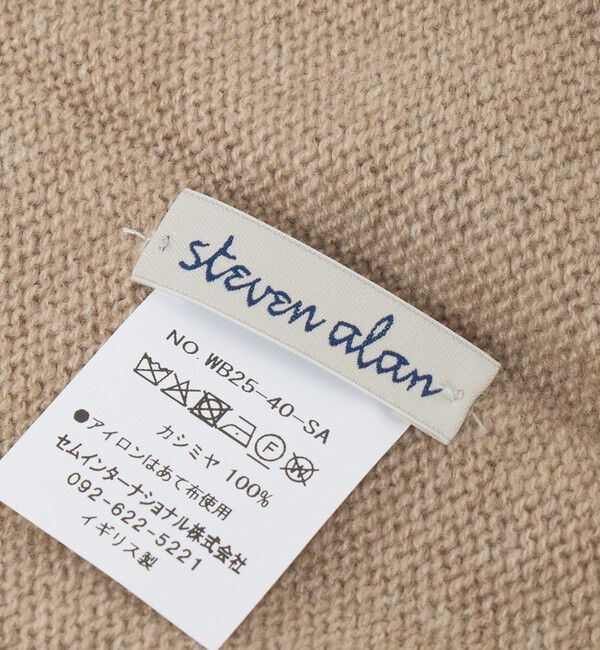 steven alan
NO. WB25-40-SA
F W
カシミヤ 100%
●アイロンはあて布使用
セムインターナショナル株式会社
092-622-5221
イギリス製